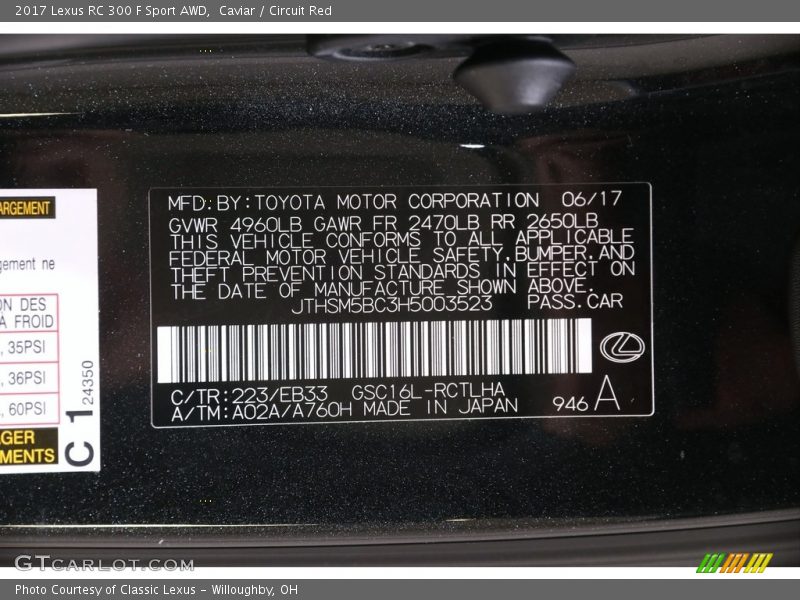 2017 Lexus RC 300 F Sport AWD,  Caviar / Circuit Red
MFD. BY: TOYOTA MOTOR CORPORATION 06/17
GVWR 4960LB GAWR FR 2470LB RR 2650LB
THIS VEHICLE CONFORMS TO ALL APPLICABLE
FEDERAL MOTOR VEHICLE SAFETY, BUMPER, AND
THEFT PREVENTION STANDARDS IN EFFECT ON
THE DATE OF MANUFACTURE SHOWN ABOVE.
JTHSM5BC3H5003523 PASS. CAR
C/TR: 223/EB33 GSC16L-RCTLHA
A/TM: A02A/A760H MADE IN JAPAN 946 A
ARGEMENT
gement ne
ON DES
À FROID
, 35PSI
, 36PSI
, 60PSI
AGER
MENTS
C 1
24350
GTCARLOT.COM
Photo Courtesy of Classic Lexus - Willoughby, OH